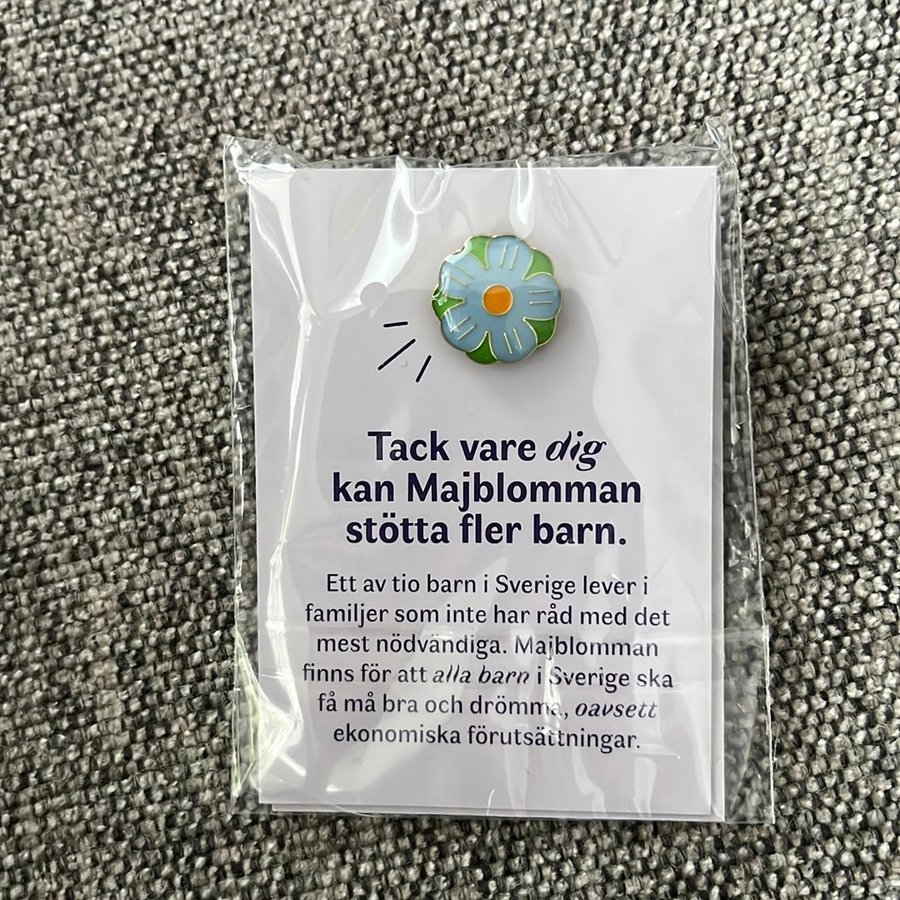 Tack vare dig
kan Majblomman
stötta fler barn.
Ett av tio barn i Sverige lever i
familjer som inte har råd med det
mest nödvändiga. Majblomman
finns för att alla barn i Sverige ska
få må bra och drömma, oavsett
ekonomiska förutsättningar.